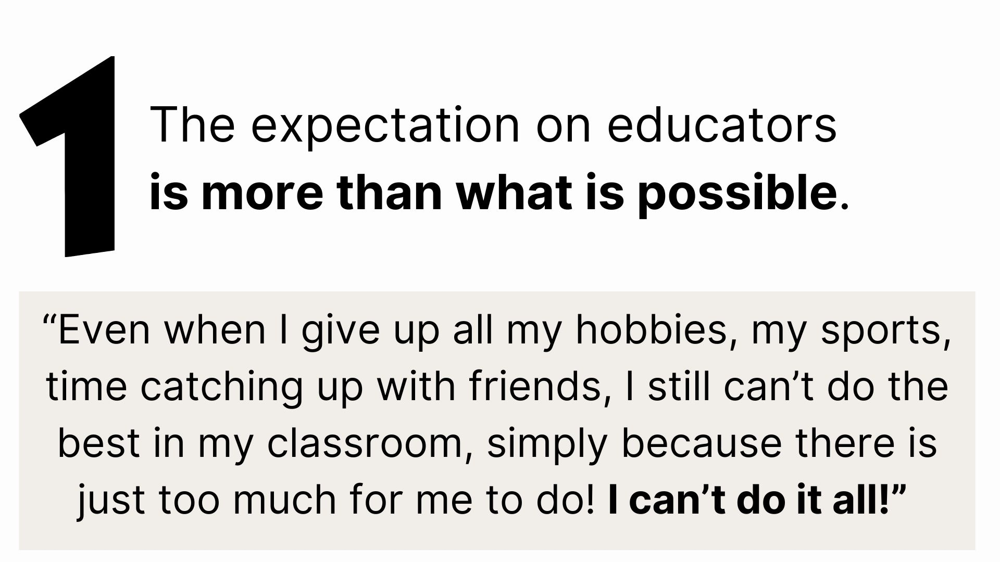 1
The expectation on educators
is more than what is possible.
“Even when I give up all my hobbies, my sports,
time catching up with friends, I still can’t do the
best in my classroom, simply because there is
just too much for me to do! I can’t do it all!”